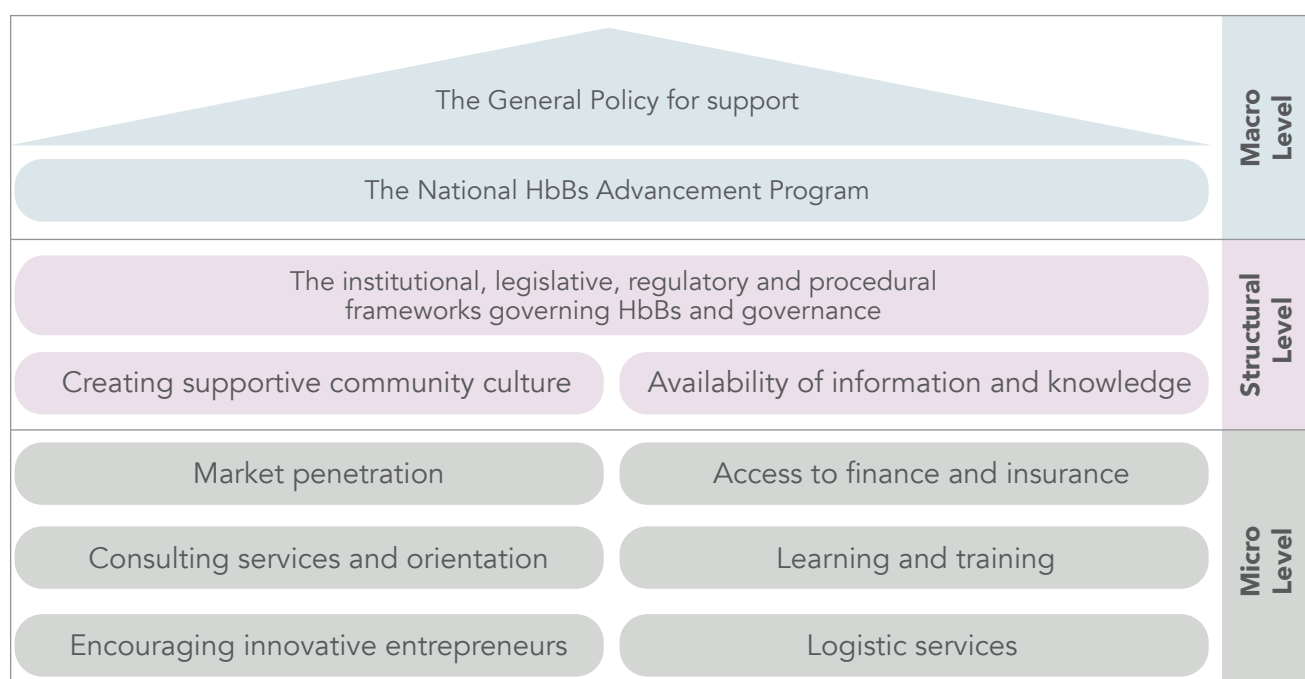 The General Policy for support
The National HbBs Advancement Program
Macro
Level
The institutional, legislative, regulatory and procedural
frameworks governing HbBs and governance
Creating supportive community culture
Availability of information and knowledge
Structural
Level
Market penetration
Access to finance and insurance
Consulting services and orientation
Learning and training
Encouraging innovative entrepreneurs
Logistic services
Micro
Level